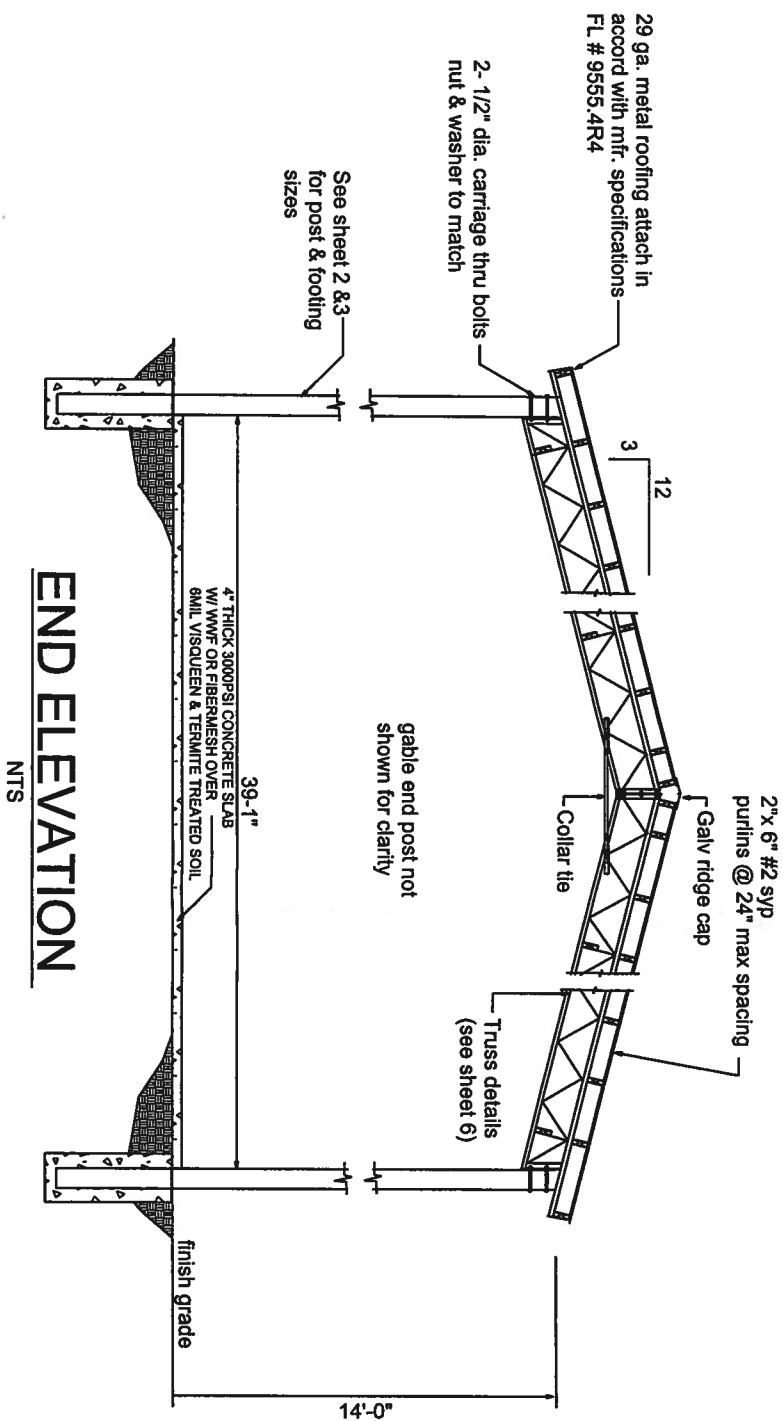 29 ga. metal roofing attach in
accord with mfr. specifications
FL # 9555.4R4
2- 1/2" dia. carriage thru bolts
nut & washer to match
See sheet 2 &3
for post & footing
sizes
3
12
2"x 6" #2 syp
purlins @ 24" max spacing
Galv ridge cap
Collar tie
Truss details
(see sheet 6)
gable end post not
shown for clarity
39-1"
4" THICK 3000PSI CONCRETE SLAB
W/ WWF OR FIBERMESH OVER
6MIL VISQUEEN & TERMITE TREATED SOIL
finish grade
14'-0"
END ELEVATION
NTS